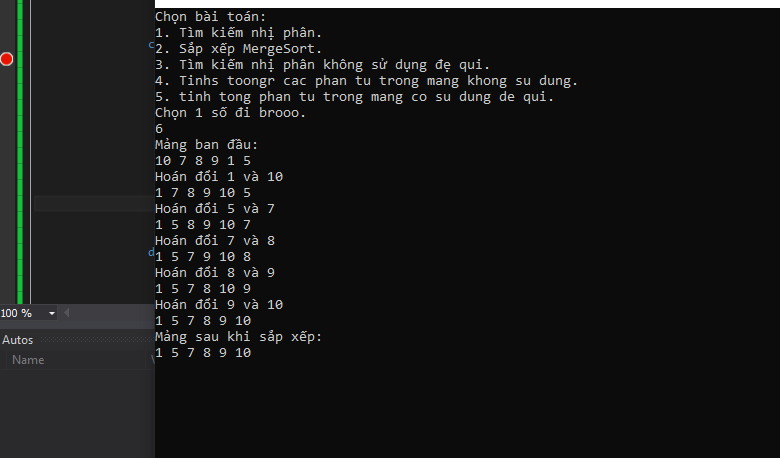 Chọn bài toán:
1. Tìm kiếm nhị phân.
2. Sắp xếp MergeSort.
3. Tìm kiếm nhị phân không sử dụng đẹ qui.
4. Tinhs toongr cac phan tu trong mang khong su dung.
5. tinh tong phan tu trong mang co su dung de qui.
Chọn 1 số đi brooo.
6
Mảng ban đầu:
10 7 8 9 1 5
Hoán đổi 1 và 10
1 7 8 9 10 5
Hoán đổi 5 và 7
1 5 8 9 10 7
Hoán đổi 7 và 8
1 5 7 9 10 8
Hoán đổi 8 và 9
1 5 7 8 10 9
Hoán đổi 9 và 10
1 5 7 8 9 10
Mảng sau khi sắp xếp:
1 5 7 8 9 10
c
d
100 %
Autos
Name